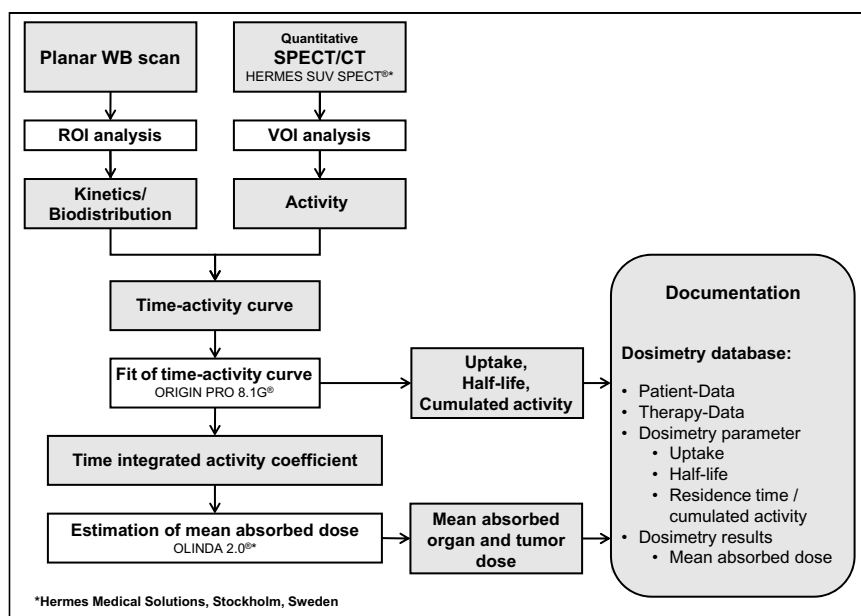 Planar WB scan
Quantitative
SPECT/CT
HERMES SUV SPECT®*
ROI analysis
VOI analysis
Kinetics/
Biodistribution
Activity
Time-activity curve
Fit of time-activity curve
ORIGIN PRO 8.1G®
Uptake,
Half-life,
Cumulated activity
Time integrated activity coefficient
Estimation of mean absorbed dose
OLINDA 2.0®*
Mean absorbed
organ and tumor
dose
Documentation
Dosimetry database:
• Patient-Data
• Therapy-Data
• Dosimetry parameter
• Uptake
• Half-life
• Residence time /
cumulated activity
• Dosimetry results
• Mean absorbed dose
*Hermes Medical Solutions, Stockholm, Sweden